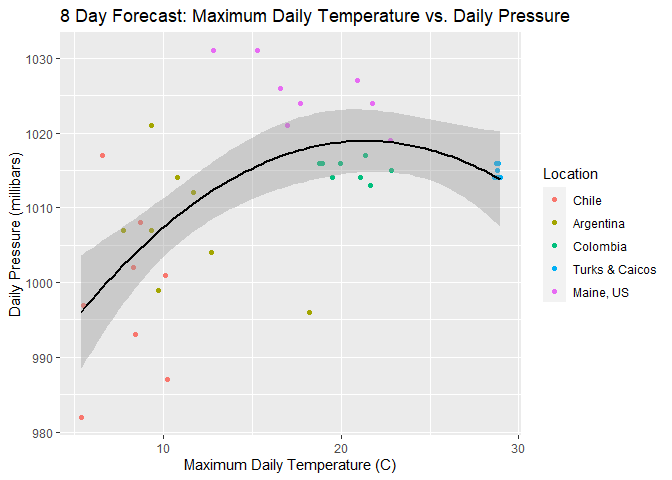 8 Day Forecast: Maximum Daily Temperature vs. Daily Pressure
1030
1020
1010
1000
990
980
Daily Pressure (millibars)
10
20
30
Maximum Daily Temperature (C)
Location
Chile
Argentina
Colombia
Turks & Caicos
Maine, US